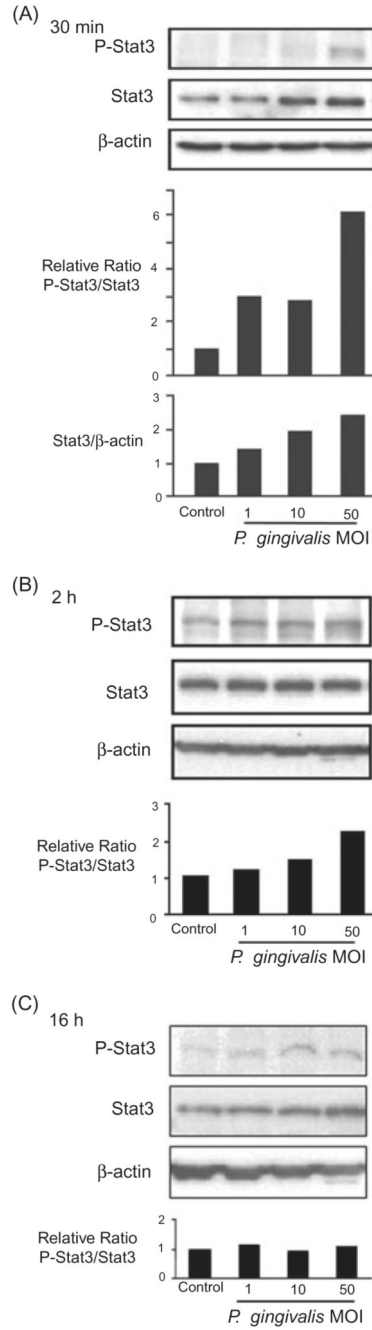 (A)
30 min
P-Stat3
Stat3
β-actin
6
4
2
0
Relative Ratio
P-Stat3/Stat3
3
2
1
0
Stat3/β-actin
Control 1 10 50
P. gingivalis MOI
(B)
2 h
P-Stat3
Stat3
β-actin
3
2
1
0
Relative Ratio
P-Stat3/Stat3
Control 1 10 50
P. gingivalis MOI
(C)
16 h
P-Stat3
Stat3
β-actin
2
1
0
Relative Ratio
P-Stat3/Stat3
Control 1 10 50
P. gingivalis MOI